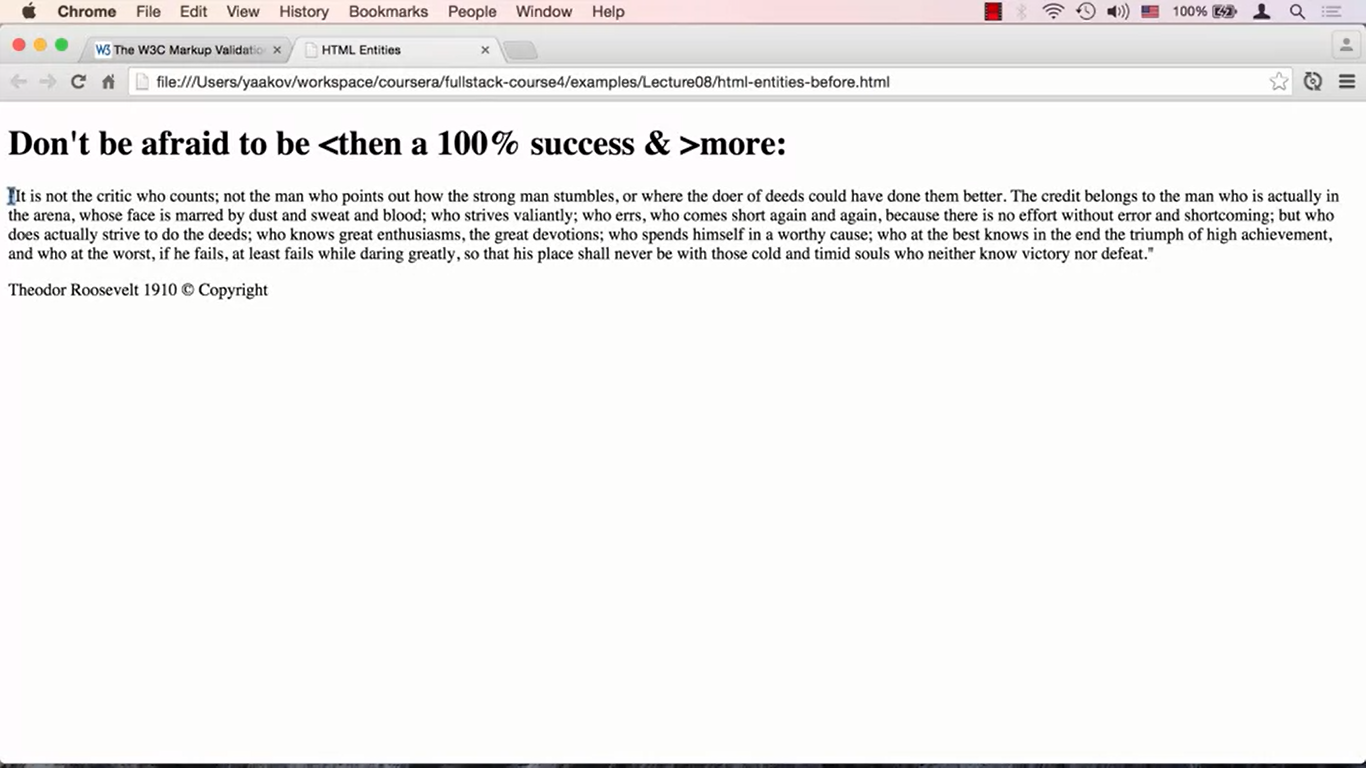 Chrome File Edit View History Bookmarks People Window Help 100%
The W3C Markup Validatio HTML Entities
file:///Users/yaakov/workspace/coursera/fullstack-course4/examples/Lecture08/html-entities-before.html
Don't be afraid to be <then a 100% success & >more:
"It is not the critic who counts; not the man who points out how the strong man stumbles, or where the doer of deeds could have done them better. The credit belongs to the man who is actually in
the arena, whose face is marred by dust and sweat and blood; who strives valiantly; who errs, who comes short again and again, because there is no effort without error and shortcoming; but who
does actually strive to do the deeds; who knows great enthusiasms, the great devotions; who spends himself in a worthy cause; who at the best knows in the end the triumph of high achievement,
and who at the worst, if he fails, at least fails while daring greatly, so that his place shall never be with those cold and timid souls who neither know victory nor defeat."
Theodor Roosevelt 1910 © Copyright